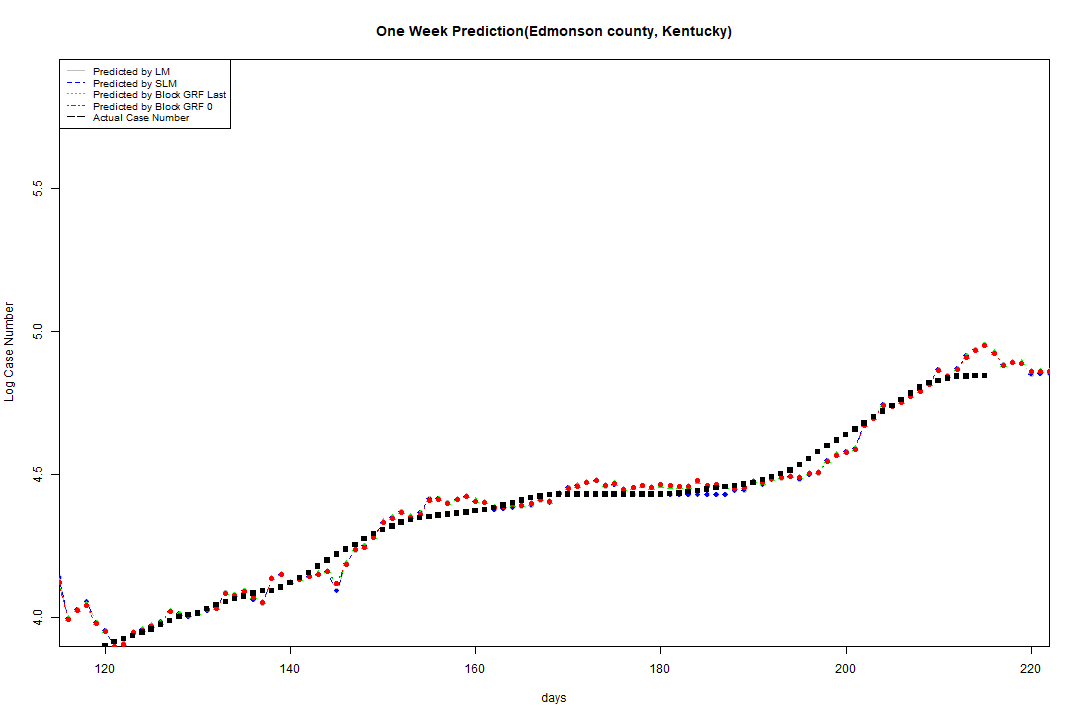 One Week Prediction(Edmonson county, Kentucky)
Predicted by LM
Predicted by SLM
Predicted by Block GRF Last
Predicted by Block GRF 0
Actual Case Number
Log Case Number
5.5
5.0
4.5
4.0
120 140 160 180 200 220
days